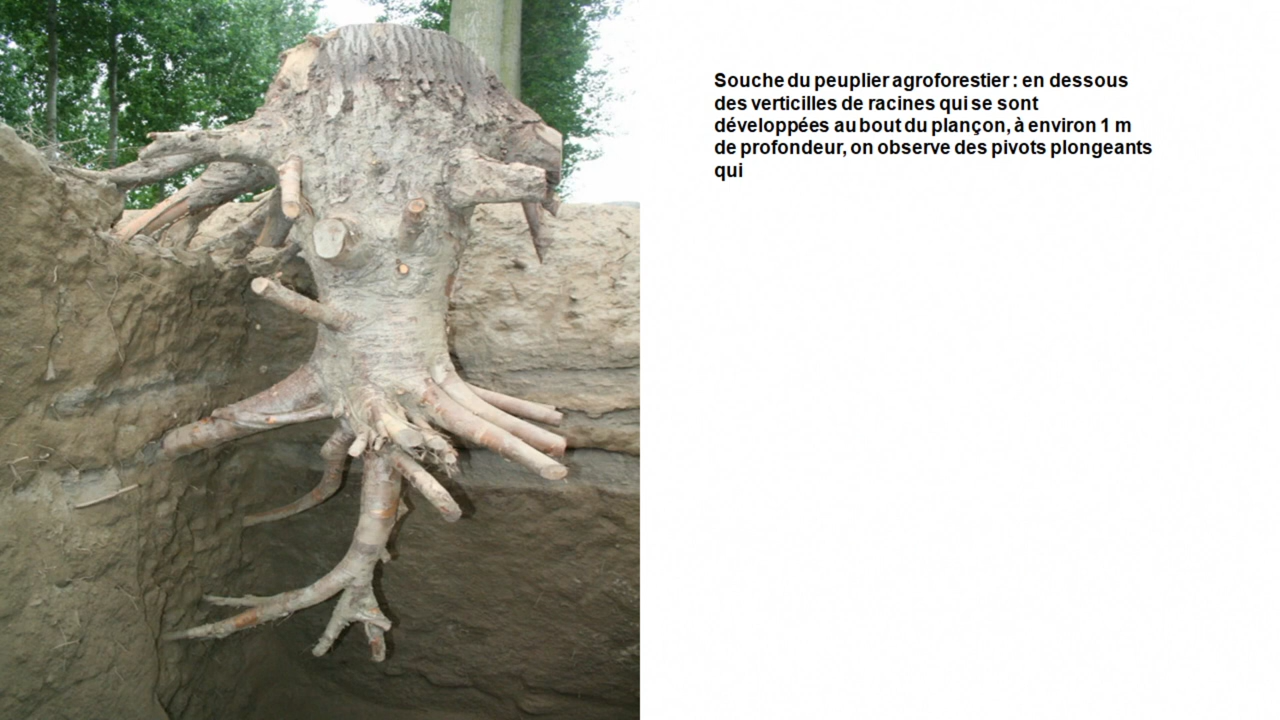 Souche du peuplier agroforestier : en dessous
des verticilles de racines qui se sont
développées au bout du plançon, à environ 1 m
de profondeur, on observe des pivots plongeants
qui